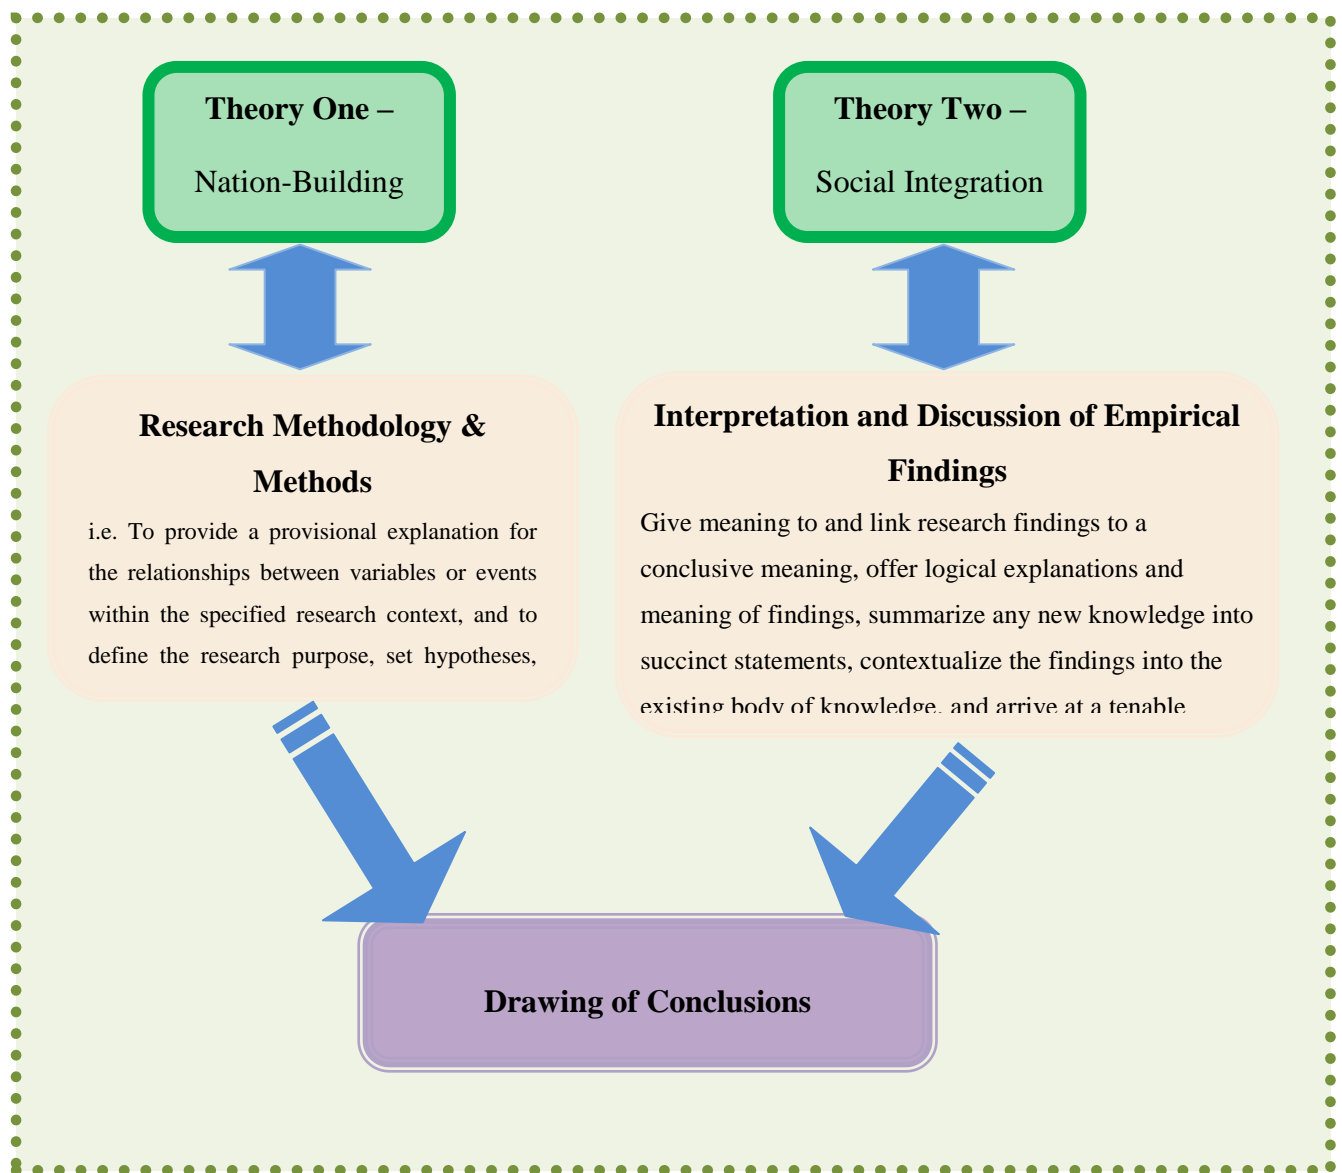 Theory One –
Nation-Building
Theory Two –
Social Integration
Research Methodology &
Methods
i.e. To provide a provisional explanation for
the relationships between variables or events
within the specified research context, and to
define the research purpose, set hypotheses,
Interpretation and Discussion of Empirical
Findings
Give meaning to and link research findings to a
conclusive meaning, offer logical explanations and
meaning of findings, summarize any new knowledge into
succinct statements, contextualize the findings into the
existing body of knowledge, and arrive at a tenable
Drawing of Conclusions